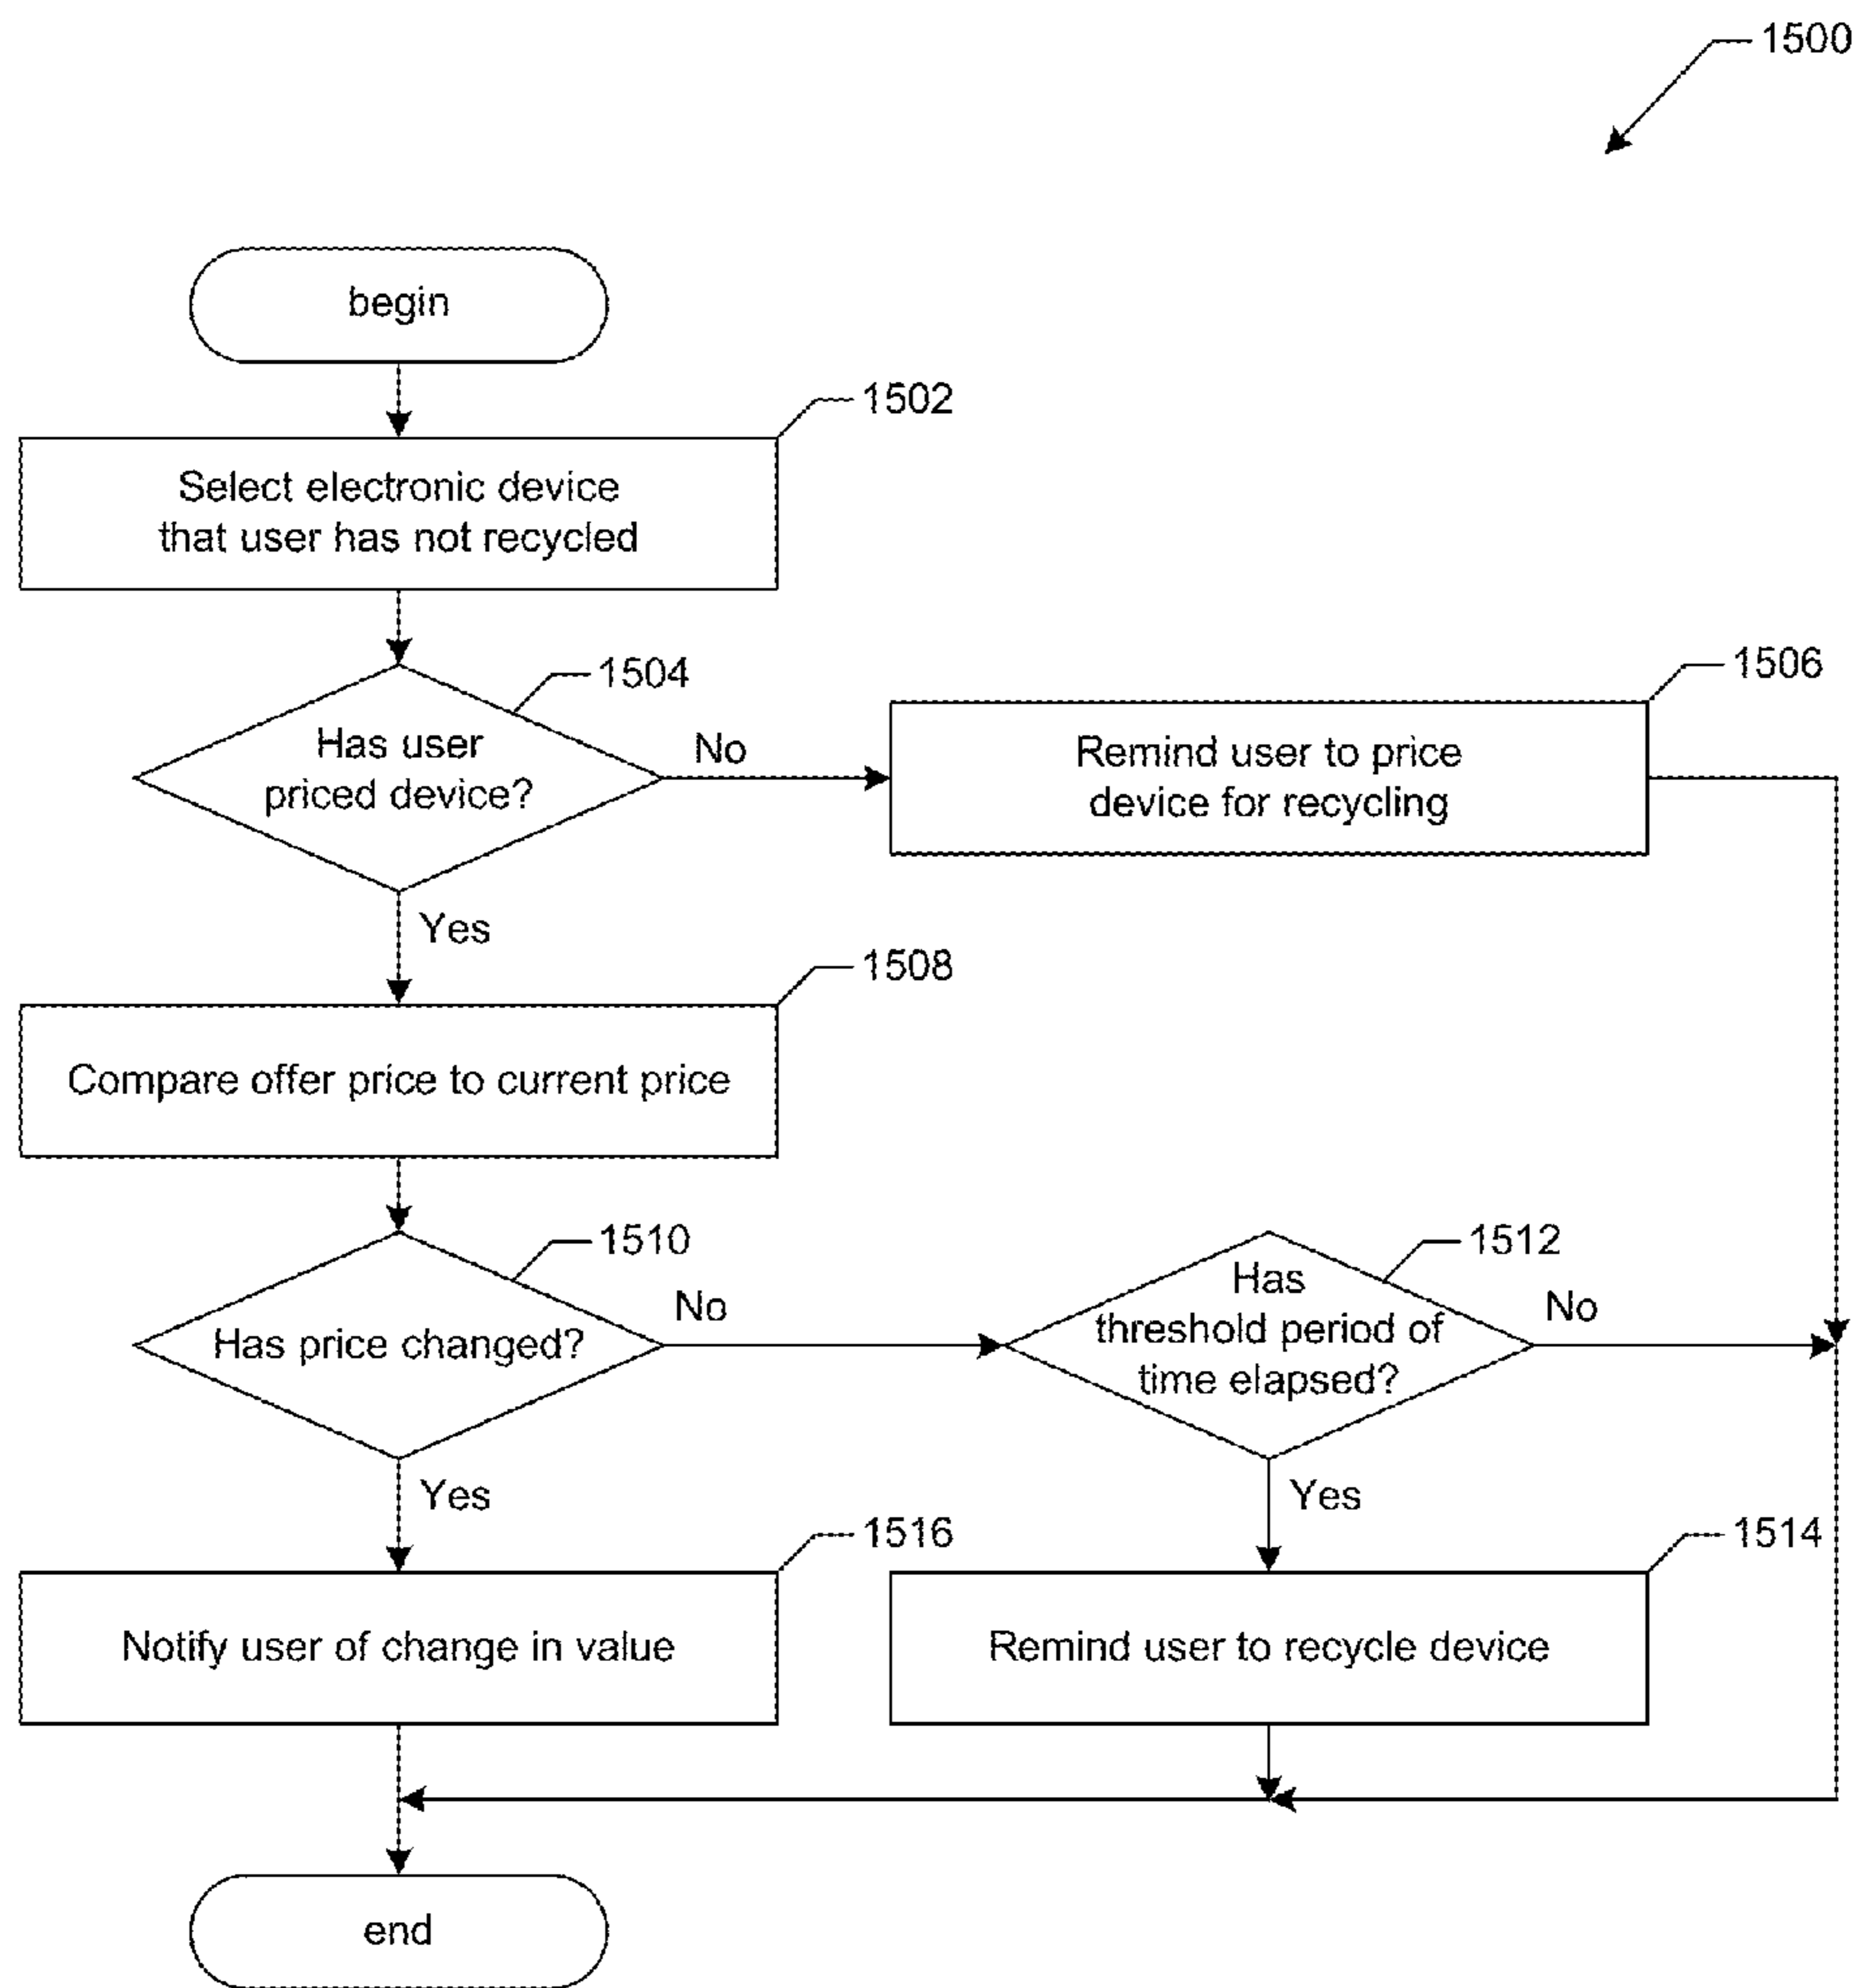 1500
begin
1502
Select electronic device
that user has not recycled
1504
Has user
priced device?
No
1506
Remind user to price
device for recycling
Yes
1508
Compare offer price to current price
1510
Has price changed?
No
1512
Has
threshold period of
time elapsed?
No
Yes
Yes
1516
Notify user of change in value
1514
Remind user to recycle device
end